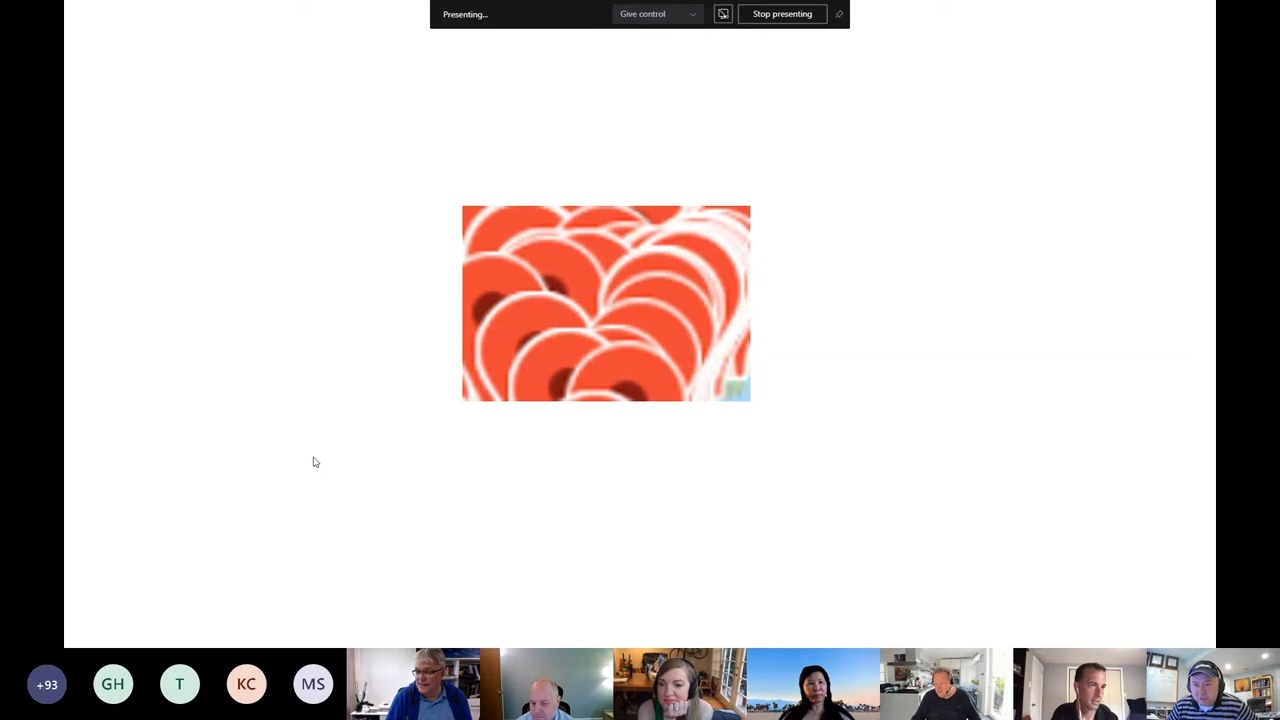 Presenting...
Give control
Stop presenting
+93
GH
T
KC
MS